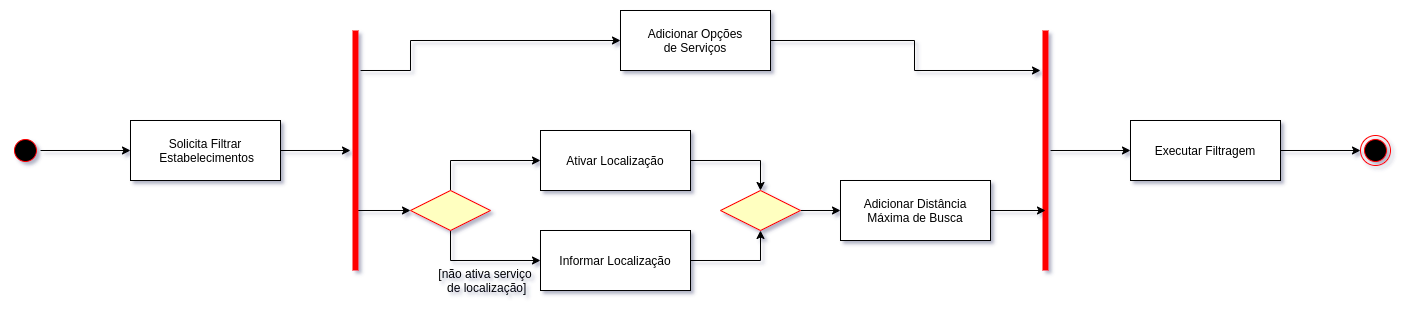 Adicionar Opções
de Serviços
Solicita Filtrar
Estabelecimentos
Ativar Localização
Executar Filtragem
Adicionar Distância
Máxima de Busca
Informar Localização
[não ativa serviço
de localização]